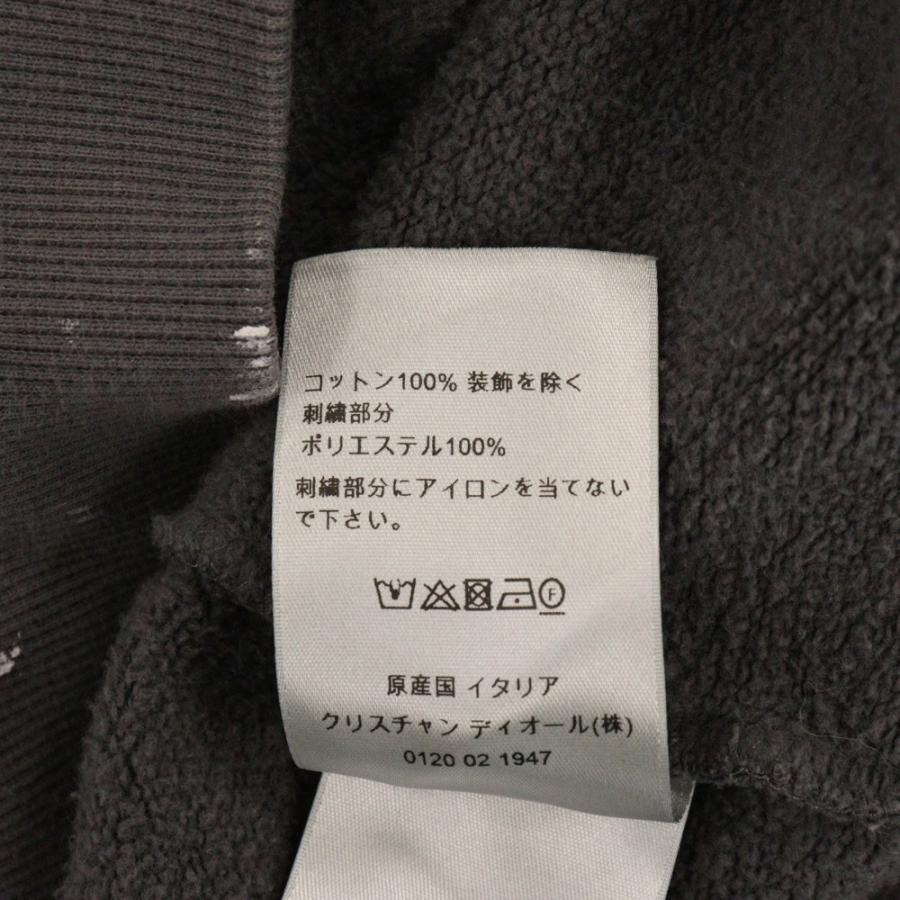 コットン100% 装飾を除く
刺繍部分
ポリエステル100%
刺繍部分にアイロンを当てない
で下さい。
F
原産国 イタリア
クリスチャン ディオール(株)
0120 02 1947